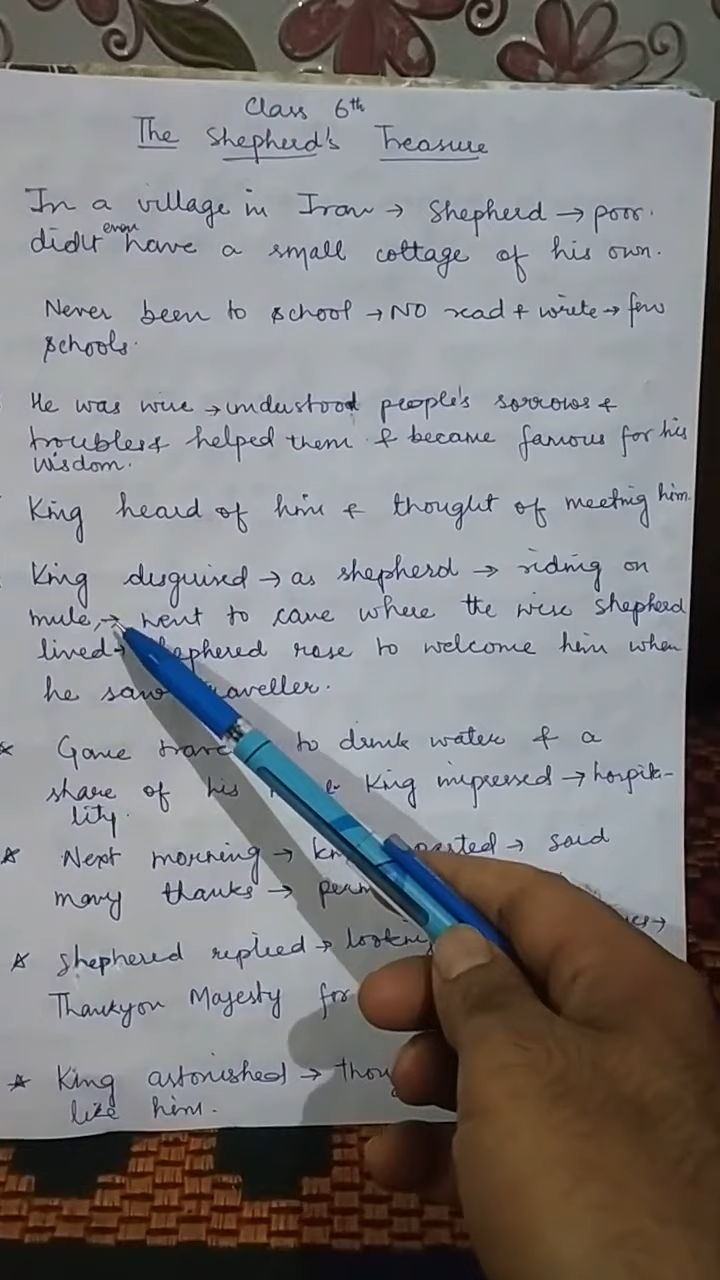 Class 6th
The Shepherd's Treasure
In a village in Iran → Shepherd → poor.
didn't even have a small cottage of his own.
Never been to school → NO read + write → few
schools.
He was wise → understood people's sorrows &
troubles & helped them & became famous for his
wisdom.
King heard of him & thought of meeting him.
King disguised → as shepherd → riding on
mule, → went to cave where the wise shepherd
lived → shephered rose to welcome him when
he saw traveller.
Gave to drink water & a
share of his King impressed → hospita-
lity.
Next morning → → said
many thanks →
Shephered replied →
Thankyou Majesty for
King astonished →
like him.